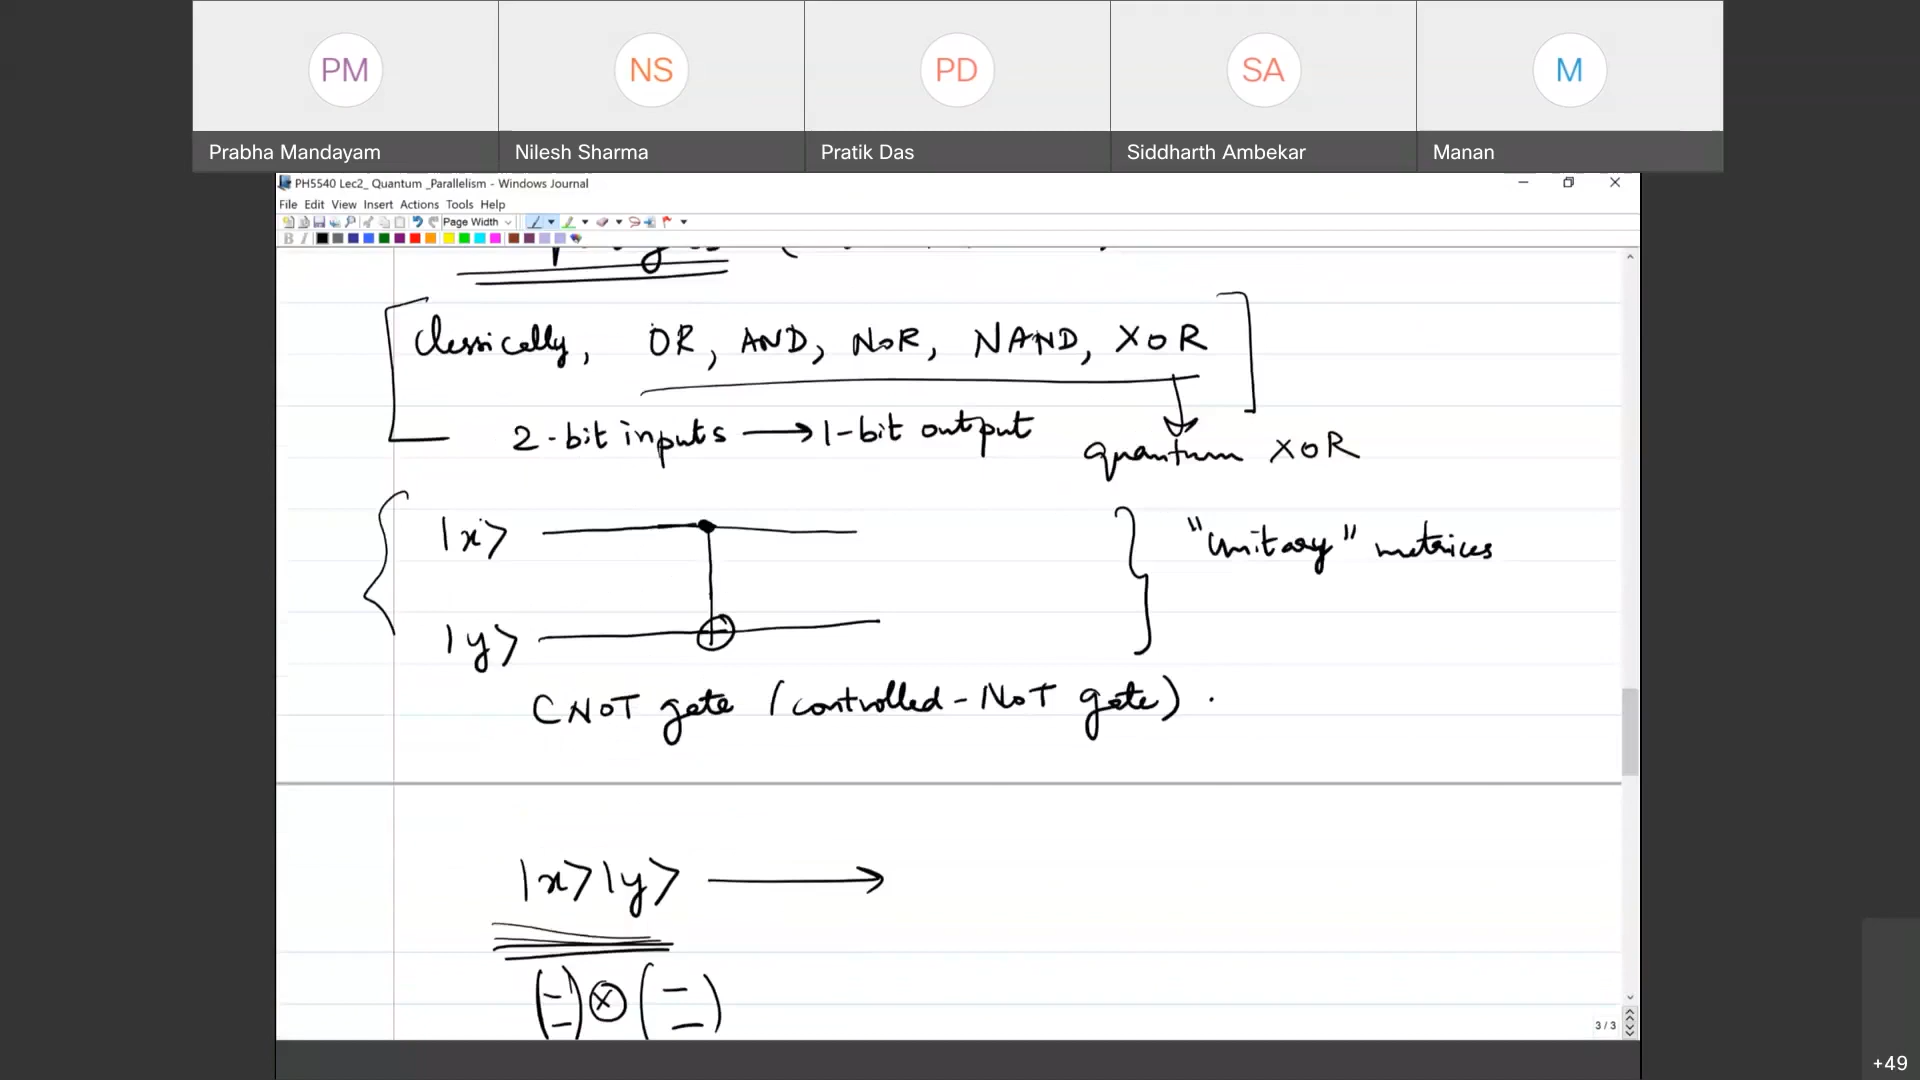 PM
NS
PD
SA
M
Prabha Mandayam
Nilesh Sharma
Pratik Das
Siddharth Ambekar
Manan
PH5540 Lec2_ Quantum _Parallelism - Windows Journal
File Edit View Insert Actions Tools Help
Page Width
B I
Classically, OR, AND, NOR, NAND, XOR
2-bit inputs → 1-bit output
quantum XOR
|x>
"Unitary" matrices
|y>
CNOT gate (controlled-NOT gate).
|x>|y> →
(–) ⊗ (–)
3 / 3
+49